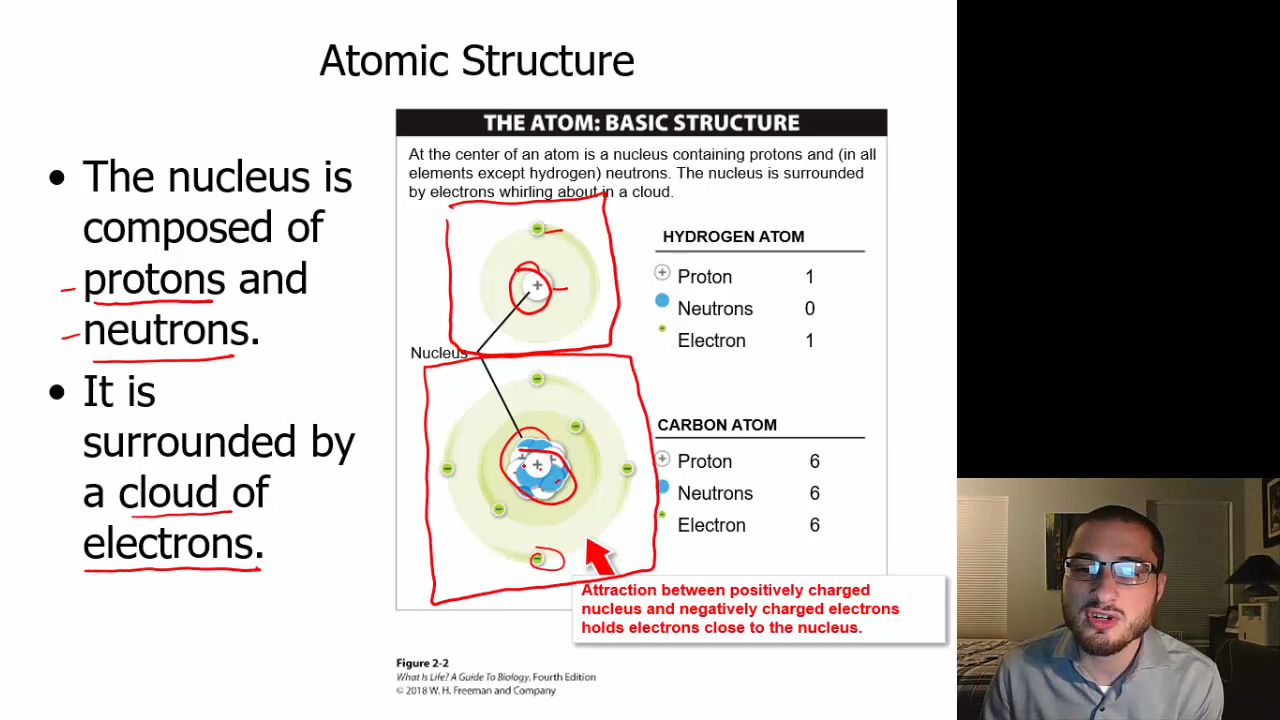 Atomic Structure
• The nucleus is
composed of
protons and
neutrons.
• It is
surrounded by
a cloud of
electrons.
THE ATOM: BASIC STRUCTURE
At the center of an atom is a nucleus containing protons and (in all
elements except hydrogen) neutrons. The nucleus is surrounded
by electrons whirling about in a cloud.
HYDROGEN ATOM
Proton 1
Neutrons 0
Electron 1
Nucleus
CARBON ATOM
Proton 6
Neutrons 6
Electron 6
Attraction between positively charged
nucleus and negatively charged electrons
holds electrons close to the nucleus.
Figure 2-2
What Is Life? A Guide To Biology, Fourth Edition
© 2018 W. H. Freeman and Company